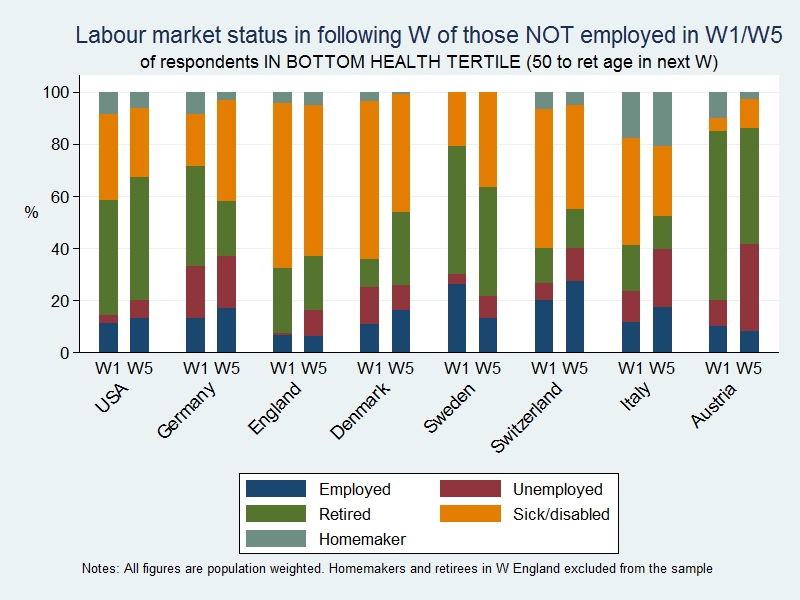 Labour market status in following W of those NOT employed in W1/W5
of respondents IN BOTTOM HEALTH TERTILE (50 to ret age in next W)
100
80
60
%
40
20
0
W1 W5 W1 W5 W1 W5 W1 W5 W1 W5 W1 W5 W1 W5 W1 W5
USA Germany England Denmark Sweden Switzerland Italy Austria
Employed Unemployed
Retired Sick/disabled
Homemaker
Notes: All figures are population weighted. Homemakers and retirees in W England excluded from the sample